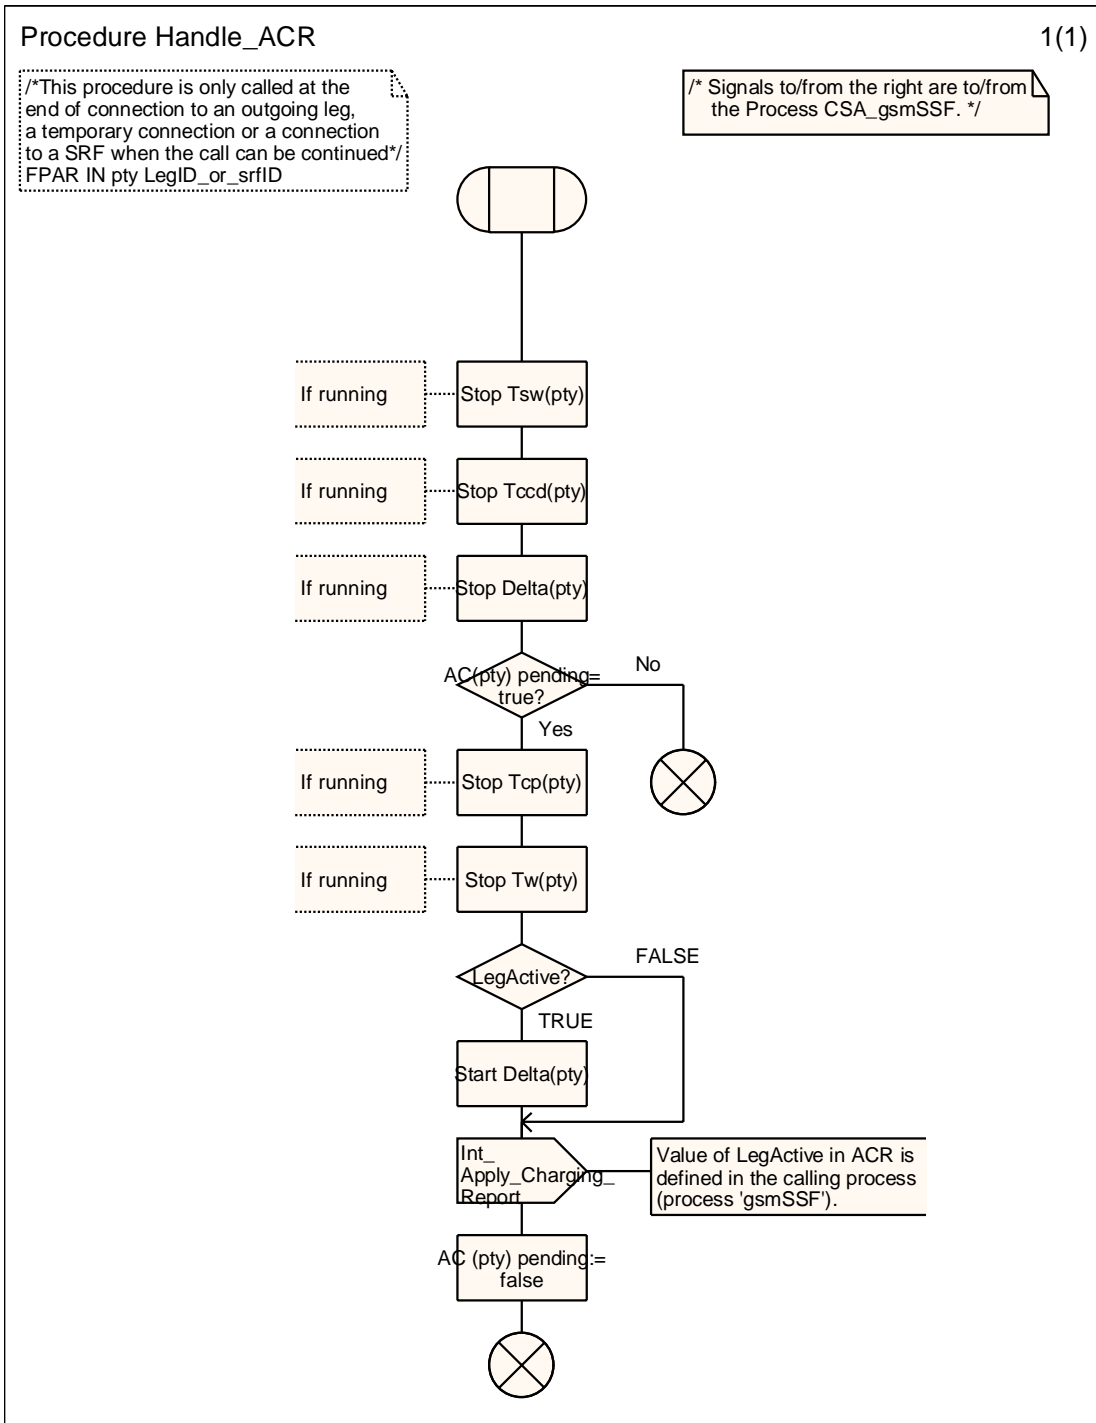 Procedure Handle_ACR
1(1)
/*This procedure is only called at the
end of connection to an outgoing leg,
a temporary connection or a connection
to a SRF when the call can be continued*/
FPAR IN pty LegID_or_srfID
/* Signals to/from the right are to/from
the Process CSA_gsmSSF. */
If running
Stop Tsw(pty)
If running
Stop Tccd(pty)
If running
Stop Delta(pty)
AC(pty) pending=
true?
No
Yes
If running
Stop Tcp(pty)
If running
Stop Tw(pty)
LegActive?
FALSE
TRUE
Start Delta(pty)
Int_
Apply_Charging_
Report
Value of LegActive in ACR is
defined in the calling process
(process 'gsmSSF').
AC (pty) pending:=
false